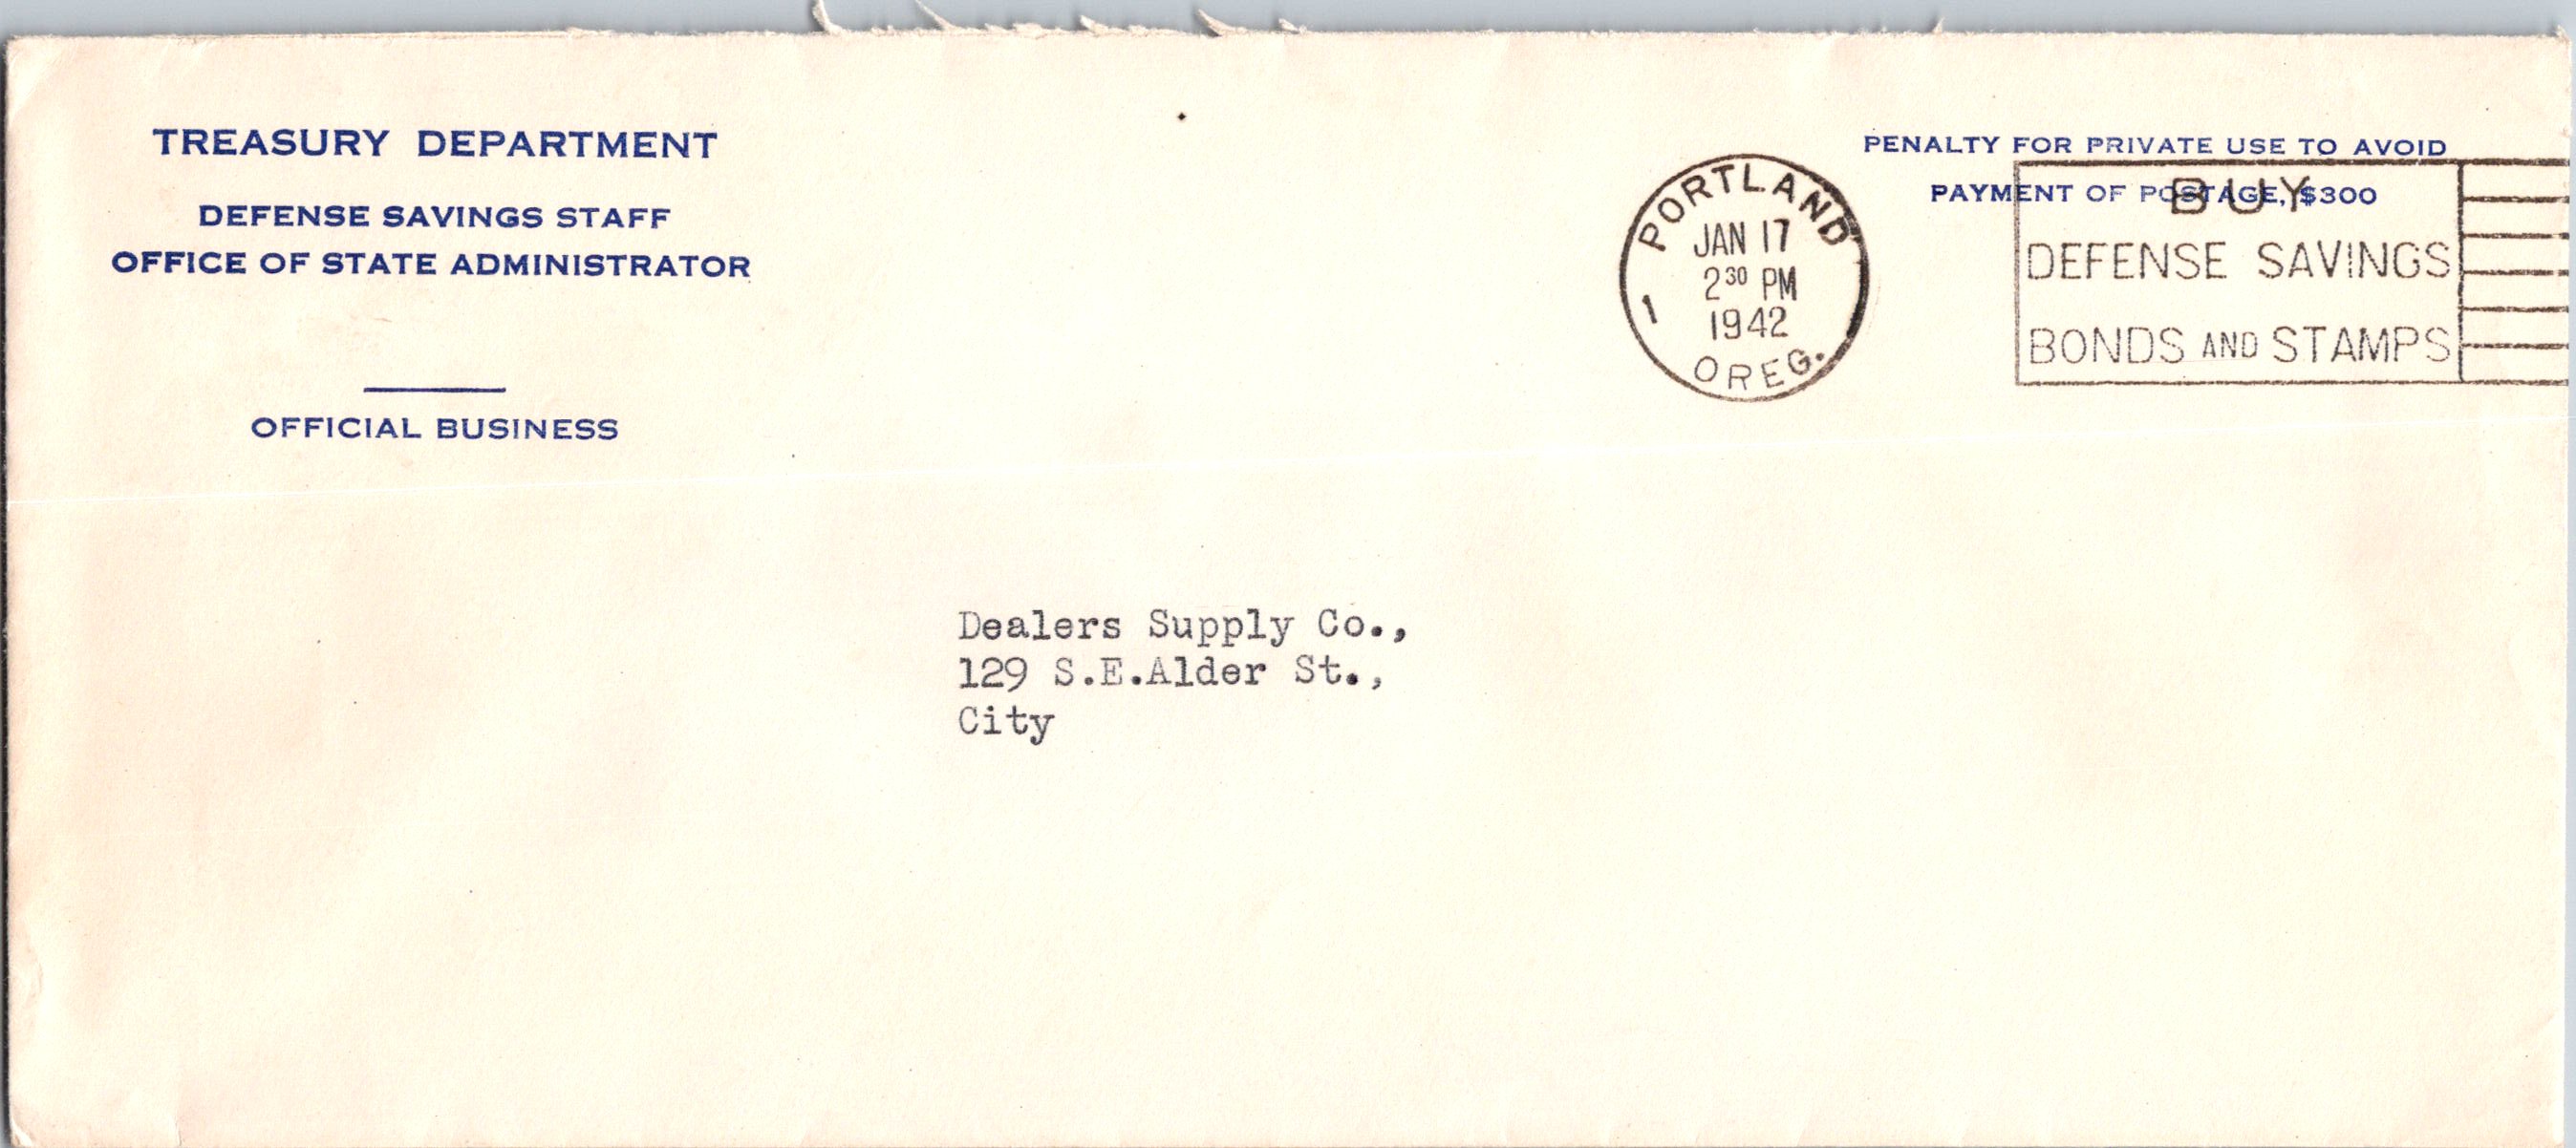 TREASURY DEPARTMENT
DEFENSE SAVINGS STAFF
OFFICE OF STATE ADMINISTRATOR
OFFICIAL BUSINESS
PENALTY FOR PRIVATE USE TO AVOID
PAYMENT OF POSTAGE, $300
PORTLAND
JAN 17
2 30 PM
1942
1
OREG.
BUY
DEFENSE SAVINGS
BONDS AND STAMPS
Dealers Supply Co.,
129 S.E.Alder St.,
City